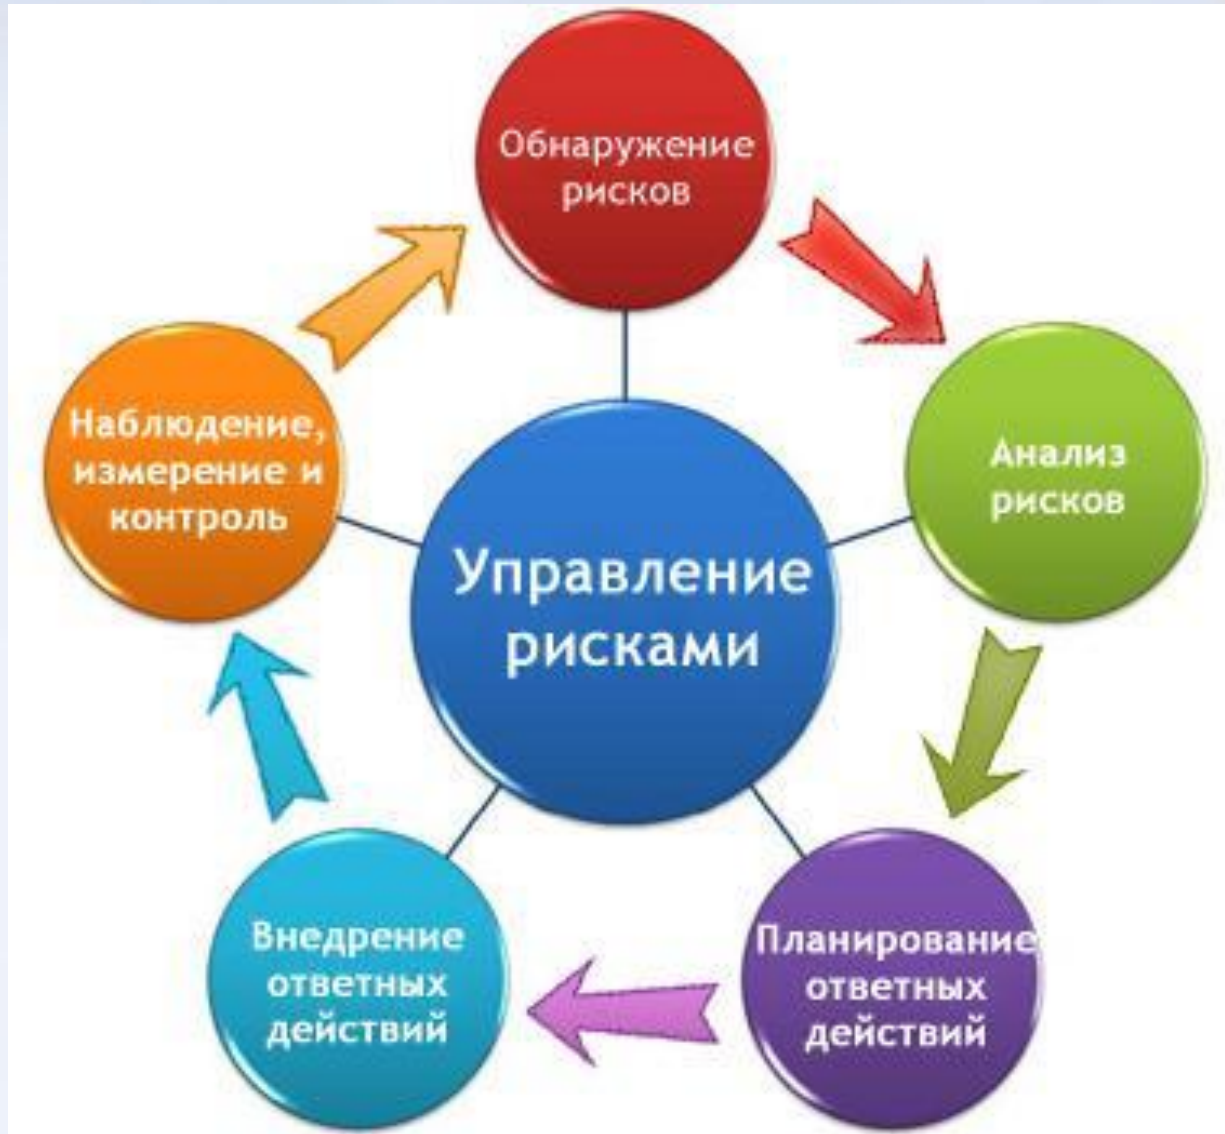 Обнаружение
рисков
Анализ
рисков
Планирование
ответных
действий
Внедрение
ответных
действий
Наблюдение,
измерение и
контроль
Управление
рисками